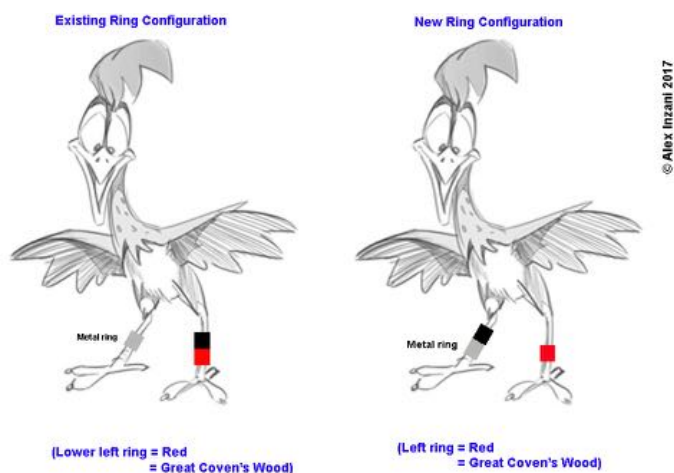 Existing Ring Configuration
New Ring Configuration
© Alex Inzani 2017
Metal ring
Metal ring
(Lower left ring = Red
= Great Coven's Wood)
(Left ring = Red
= Great Coven's Wood)